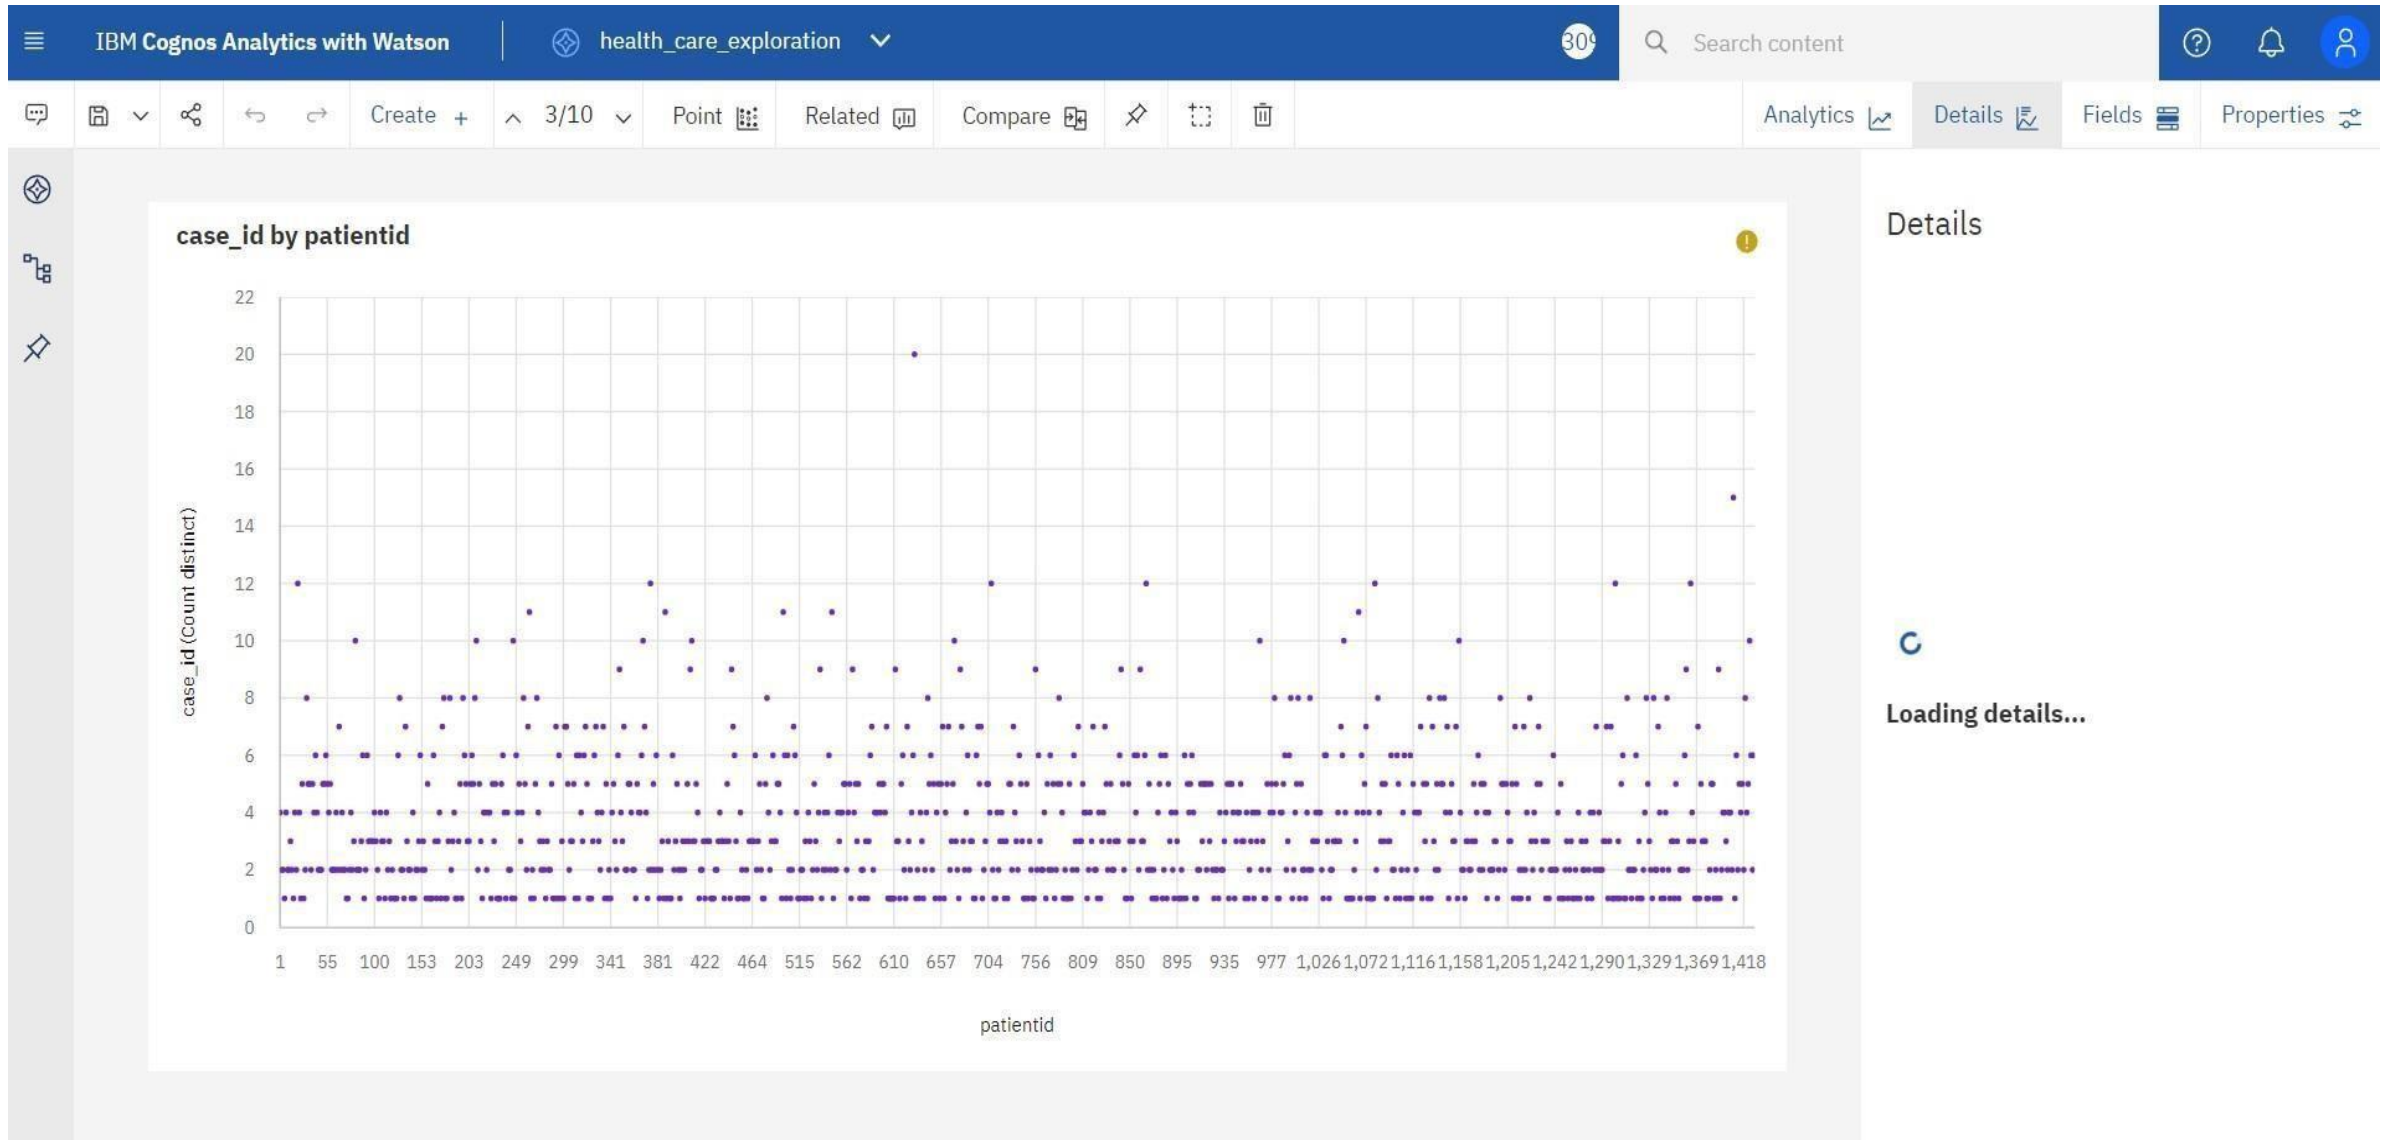 IBM Cognos Analytics with Watson
health_care_exploration
Search content
Create +
3/10
Point
Related
Compare
Analytics
Details
Fields
Properties
case_id by patientid
Details
22
20
18
16
14
12
10
8
6
4
2
0
case_id (Count distinct)
1 55 100 153 203 249 299 341 381 422 464 515 562 610 657 704 756 809 850 895 935 977 1,026 1,072 1,116 1,158 1,205 1,242 1,290 1,329 1,369 1,418
patientid
Loading details...